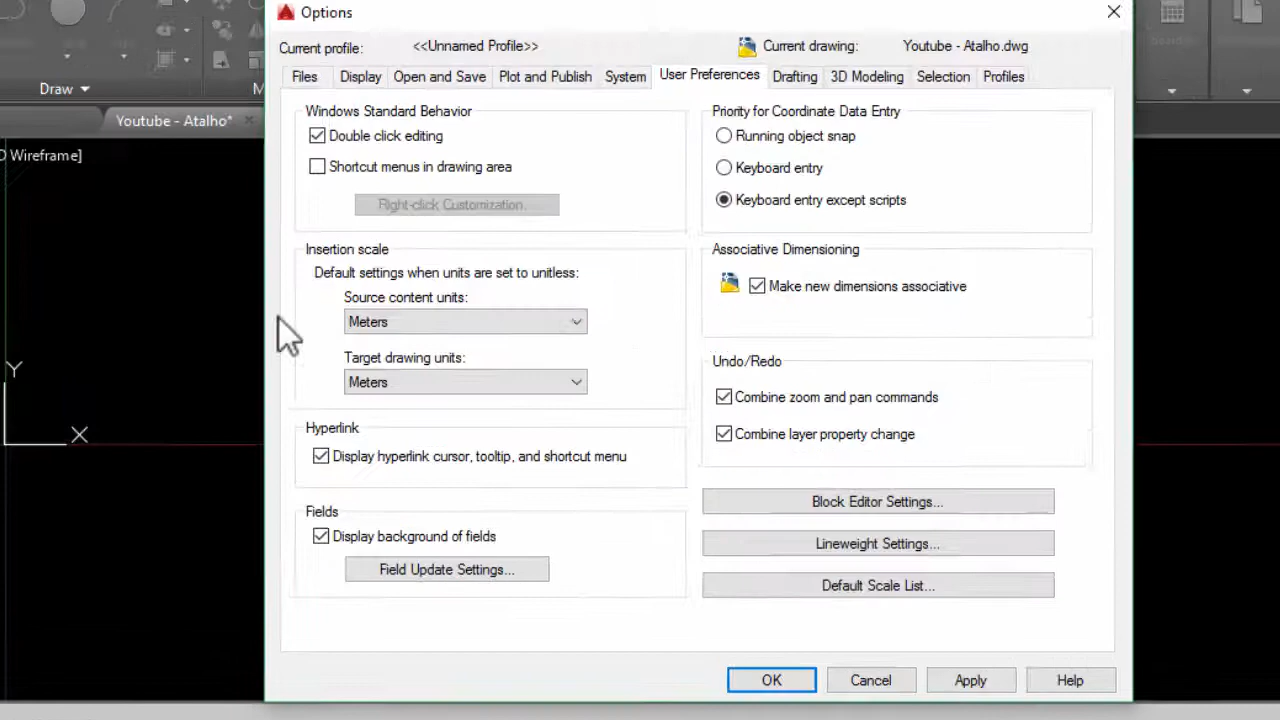 Options
Current profile:
<<Unnamed Profile>>
Current drawing:
Youtube - Atalho.dwg
Files
Display
Open and Save
Plot and Publish
System
User Preferences
Drafting
3D Modeling
Selection
Profiles
Draw
M
Youtube - Atalho*
D Wireframe]
Y
X
Windows Standard Behavior
Double click editing
Shortcut menus in drawing area
Right-click Customization...
Insertion scale
Default settings when units are set to unitless:
Source content units:
Meters
Target drawing units:
Meters
Hyperlink
Display hyperlink cursor, tooltip, and shortcut menu
Fields
Display background of fields
Field Update Settings...
Priority for Coordinate Data Entry
Running object snap
Keyboard entry
Keyboard entry except scripts
Associative Dimensioning
Make new dimensions associative
Undo/Redo
Combine zoom and pan commands
Combine layer property change
Block Editor Settings...
Lineweight Settings...
Default Scale List...
OK
Cancel
Apply
Help